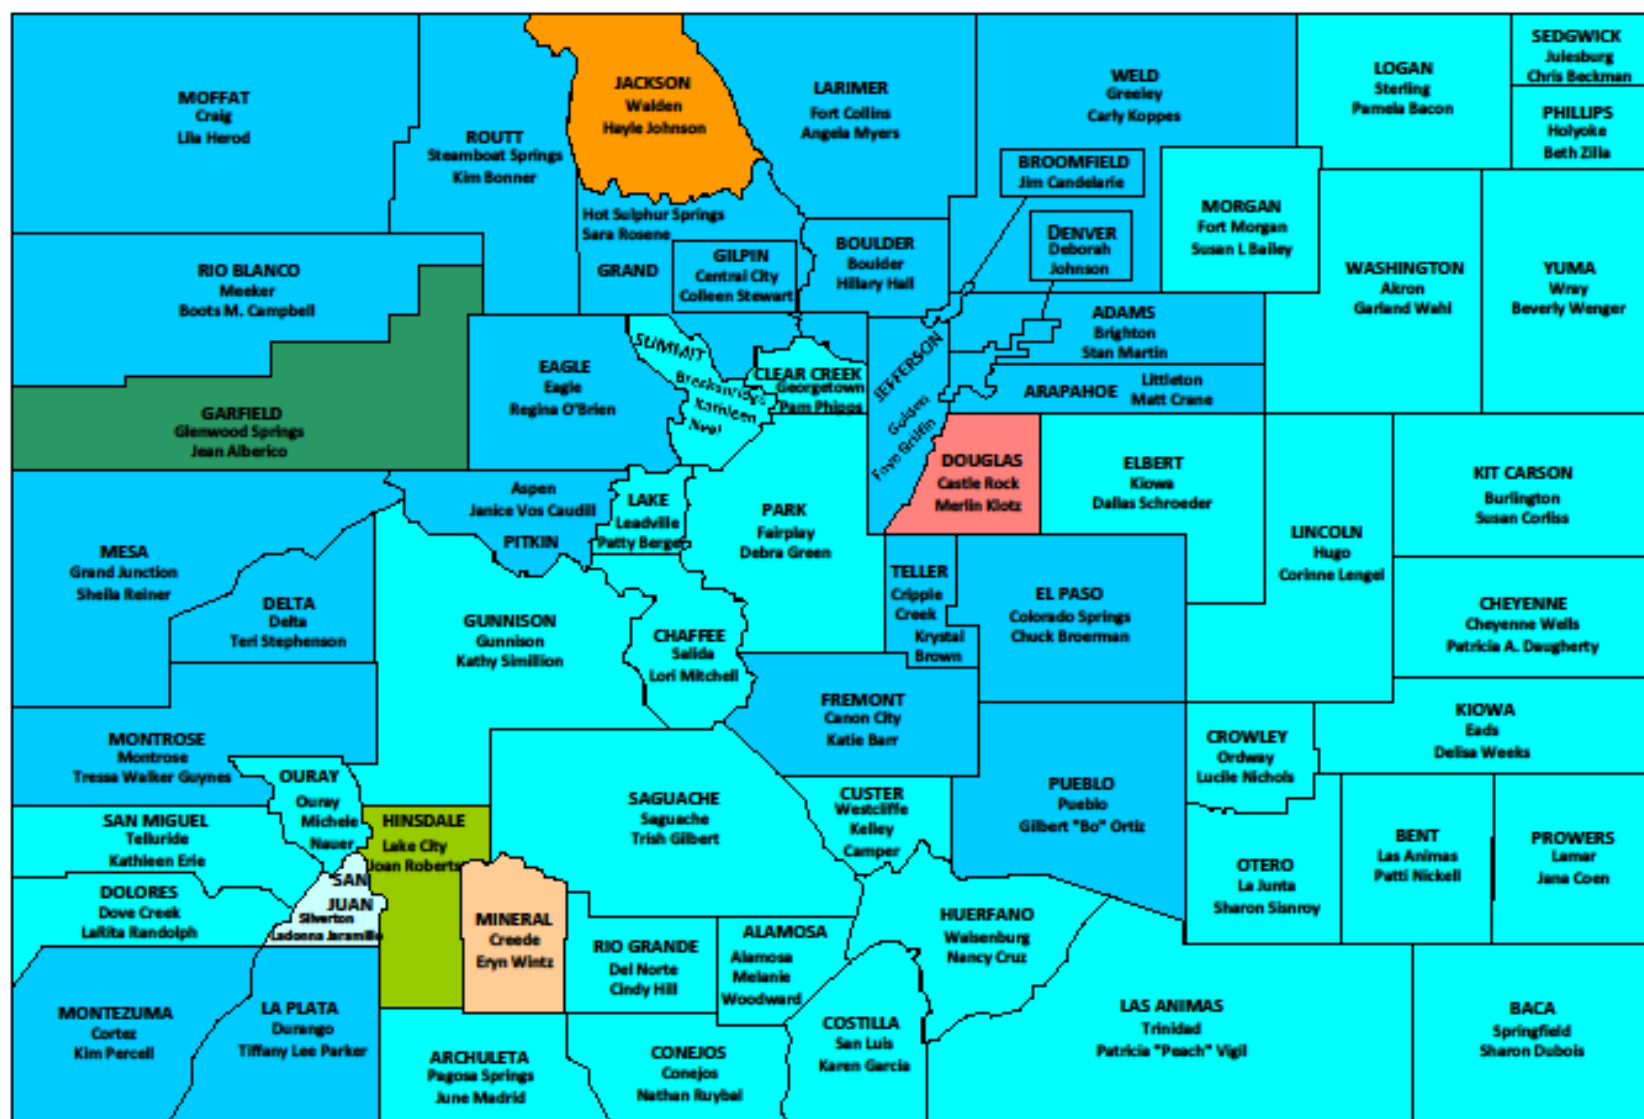 MOFFAT
Craig
Lila Herod
ROUTT
Steamboat Springs
Kim Bonner
JACKSON
Walden
Hayle Johnson
LARIMER
Fort Collins
Angela Myers
WELD
Greeley
Carly Koppes
LOGAN
Sterling
Pamela Bacon
SEDGWICK
Julesburg
Chris Beckman
PHILLIPS
Holyoke
Beth Zilla
BROOMFIELD
Jim Candelarie
MORGAN
Fort Morgan
Susan L Bailey
DENVER
Deborah
Johnson
Hot Sulphur Springs
Sara Rosene
GRAND
GILPIN
Central City
Colleen Stewart
BOULDER
Boulder
Hillary Hall
WASHINGTON
Akron
Garland Wahl
YUMA
Wray
Beverly Wenger
RIO BLANCO
Meeker
Boots M. Campbell
ADAMS
Brighton
Stan Martin
EAGLE
Eagle
Regina O'Brien
SUMMIT
Breckenridge
Kathleen
Neel
CLEAR CREEK
Georgetown
Pam Phipps
JEFFERSON
Golden
Faye Griffin
ARAPAHOE
Littleton
Matt Crane
GARFIELD
Glenwood Springs
Jean Alberico
DOUGLAS
Castle Rock
Merlin Klotz
ELBERT
Kiowa
Dallas Schroeder
KIT CARSON
Burlington
Susan Corliss
Aspen
Janice Vos Caudill
PITKIN
LAKE
Leadville
Patty Berger
PARK
Fairplay
Debra Green
LINCOLN
Hugo
Corinne Lengel
MESA
Grand Junction
Sheila Reiner
DELTA
Delta
Teri Stephenson
GUNNISON
Gunnison
Kathy Simillion
CHAFFEE
Salida
Lori Mitchell
TELLER
Cripple
Creek
Krystal
Brown
EL PASO
Colorado Springs
Chuck Broerman
CHEYENNE
Cheyenne Wells
Patricia A. Daugherty
FREMONT
Canon City
Katie Barr
KIOWA
Eads
Delisa Weeks
CROWLEY
Ordway
Lucile Nichols
MONTROSE
Montrose
Tressa Walker Guynes
OURAY
Ouray
Michele
Nauer
SAGUACHE
Saguache
Trish Gilbert
CUSTER
Westcliffe
Kelley
Camper
PUEBLO
Pueblo
Gilbert "Bo" Ortiz
SAN MIGUEL
Telluride
Kathleen Erie
HINSDALE
Lake City
Joan Roberts
BENT
Las Animas
Patti Nickell
PROWERS
Lamar
Jana Coen
OTERO
La Junta
Sharon Sisnroy
DOLORES
Dove Creek
LaRita Randolph
SAN
JUAN
Silverton
Ladonna Jaramillo
MINERAL
Creede
Eryn Wintz
RIO GRANDE
Del Norte
Cindy Hill
ALAMOSA
Alamosa
Melanie
Woodward
HUERFANO
Walsenburg
Nancy Cruz
MONTEZUMA
Cortez
Kim Percell
LA PLATA
Durango
Tiffany Lee Parker
ARCHULETA
Pagosa Springs
June Madrid
CONEJOS
Conejos
Nathan Ruybal
COSTILLA
San Luis
Karen Garcia
LAS ANIMAS
Trinidad
Patricia "Peach" Vigil
BACA
Springfield
Sharon Dubois